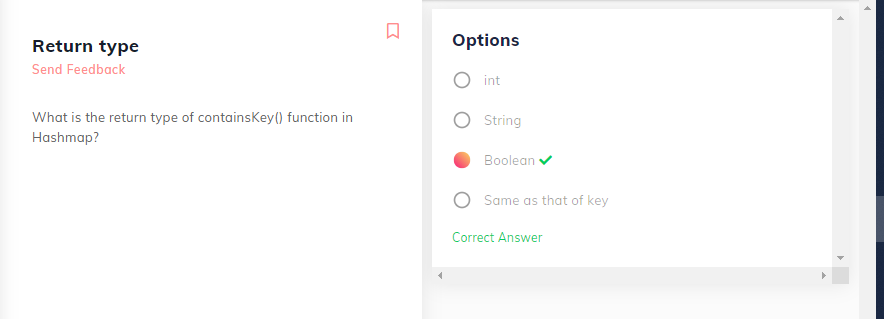 Return type
Send Feedback
What is the return type of containsKey() function in
Hashmap?
Options
int
String
Boolean
Same as that of key
Correct Answer